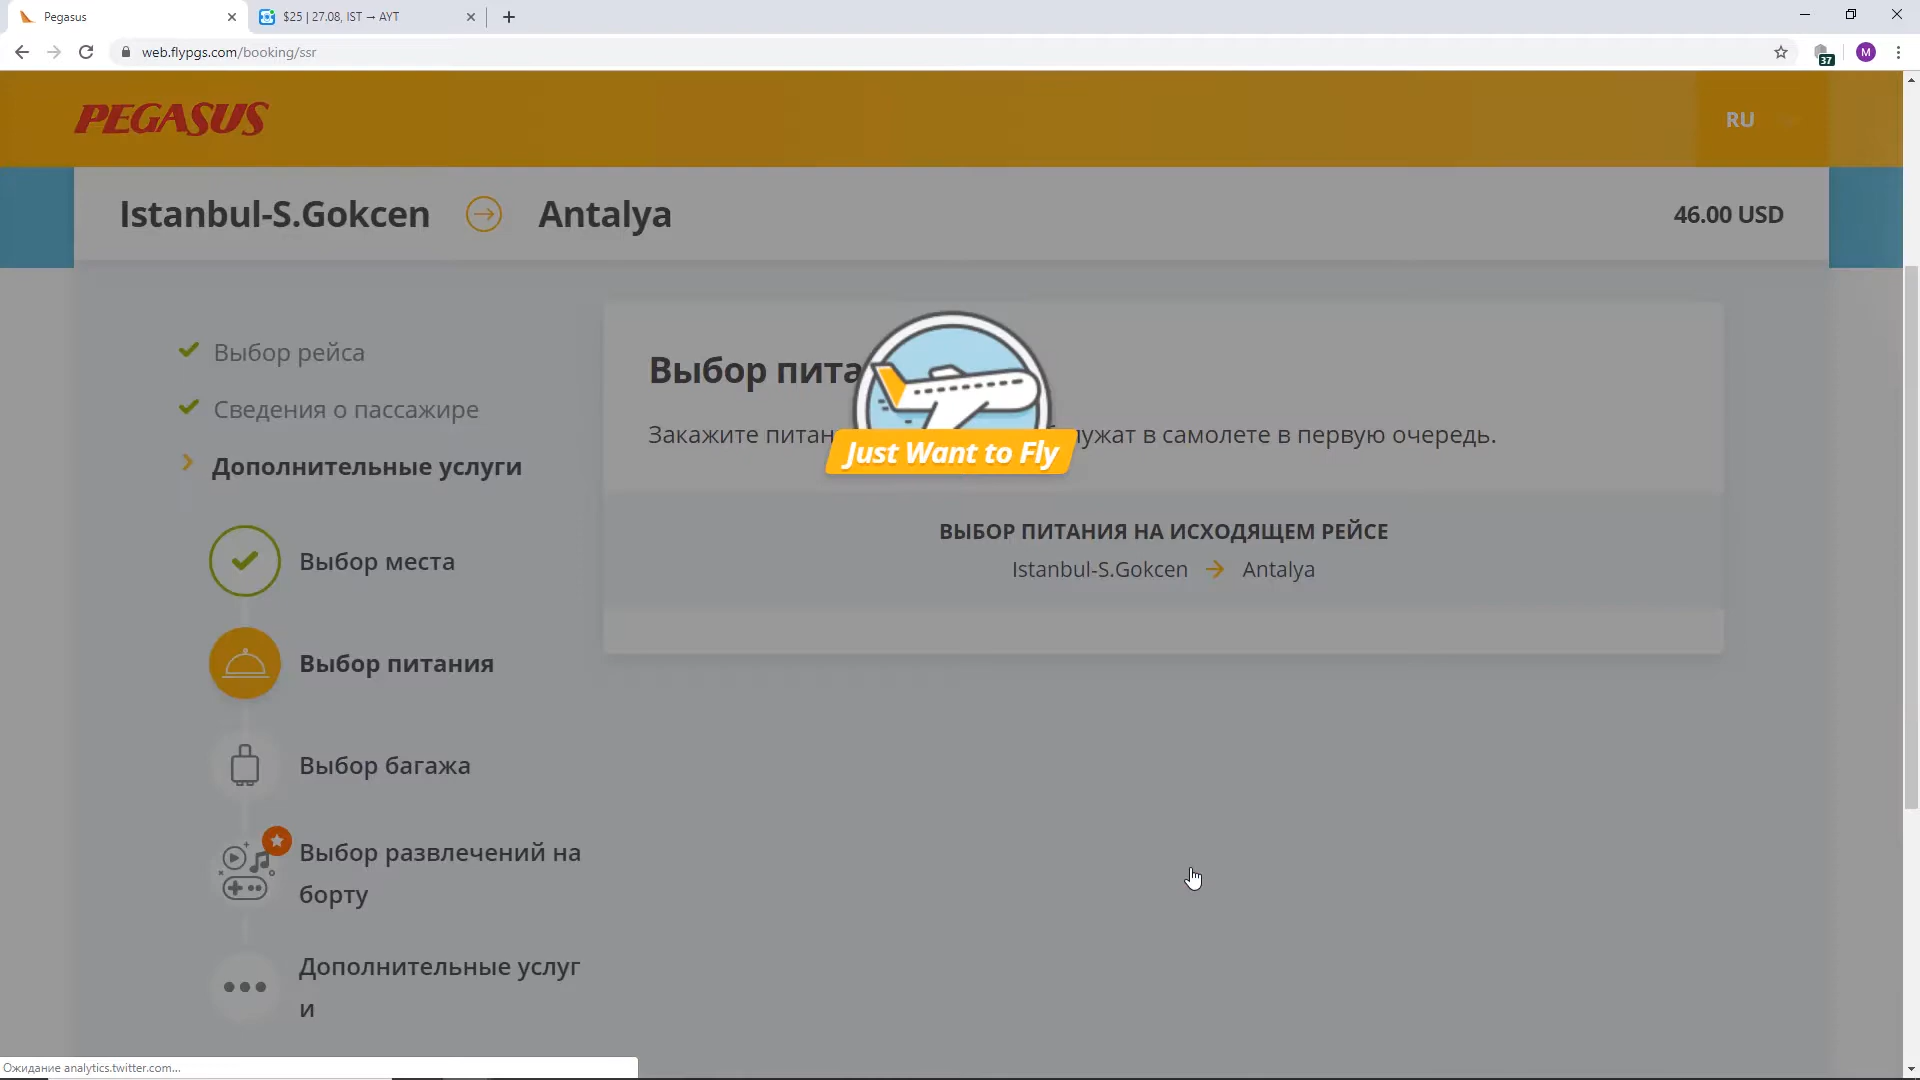 Pegasus
$25 | 27.08, IST → AYT
web.flypgs.com/booking/ssr
37
M
PEGASUS
RU
Istanbul-S.Gokcen
Antalya
46.00 USD
Выбор рейса
Сведения о пассажире
Дополнительные услуги
Выбор места
Выбор питания
Выбор багажа
Выбор развлечений на
борту
Дополнительные услуг
и
Выбор пита
Закажите питан
ужат в самолете в первую очередь.
Just Want to Fly
ВЫБОР ПИТАНИЯ НА ИСХОДЯЩЕМ РЕЙСЕ
Istanbul-S.Gokcen → Antalya
Ожидание analytics.twitter.com...